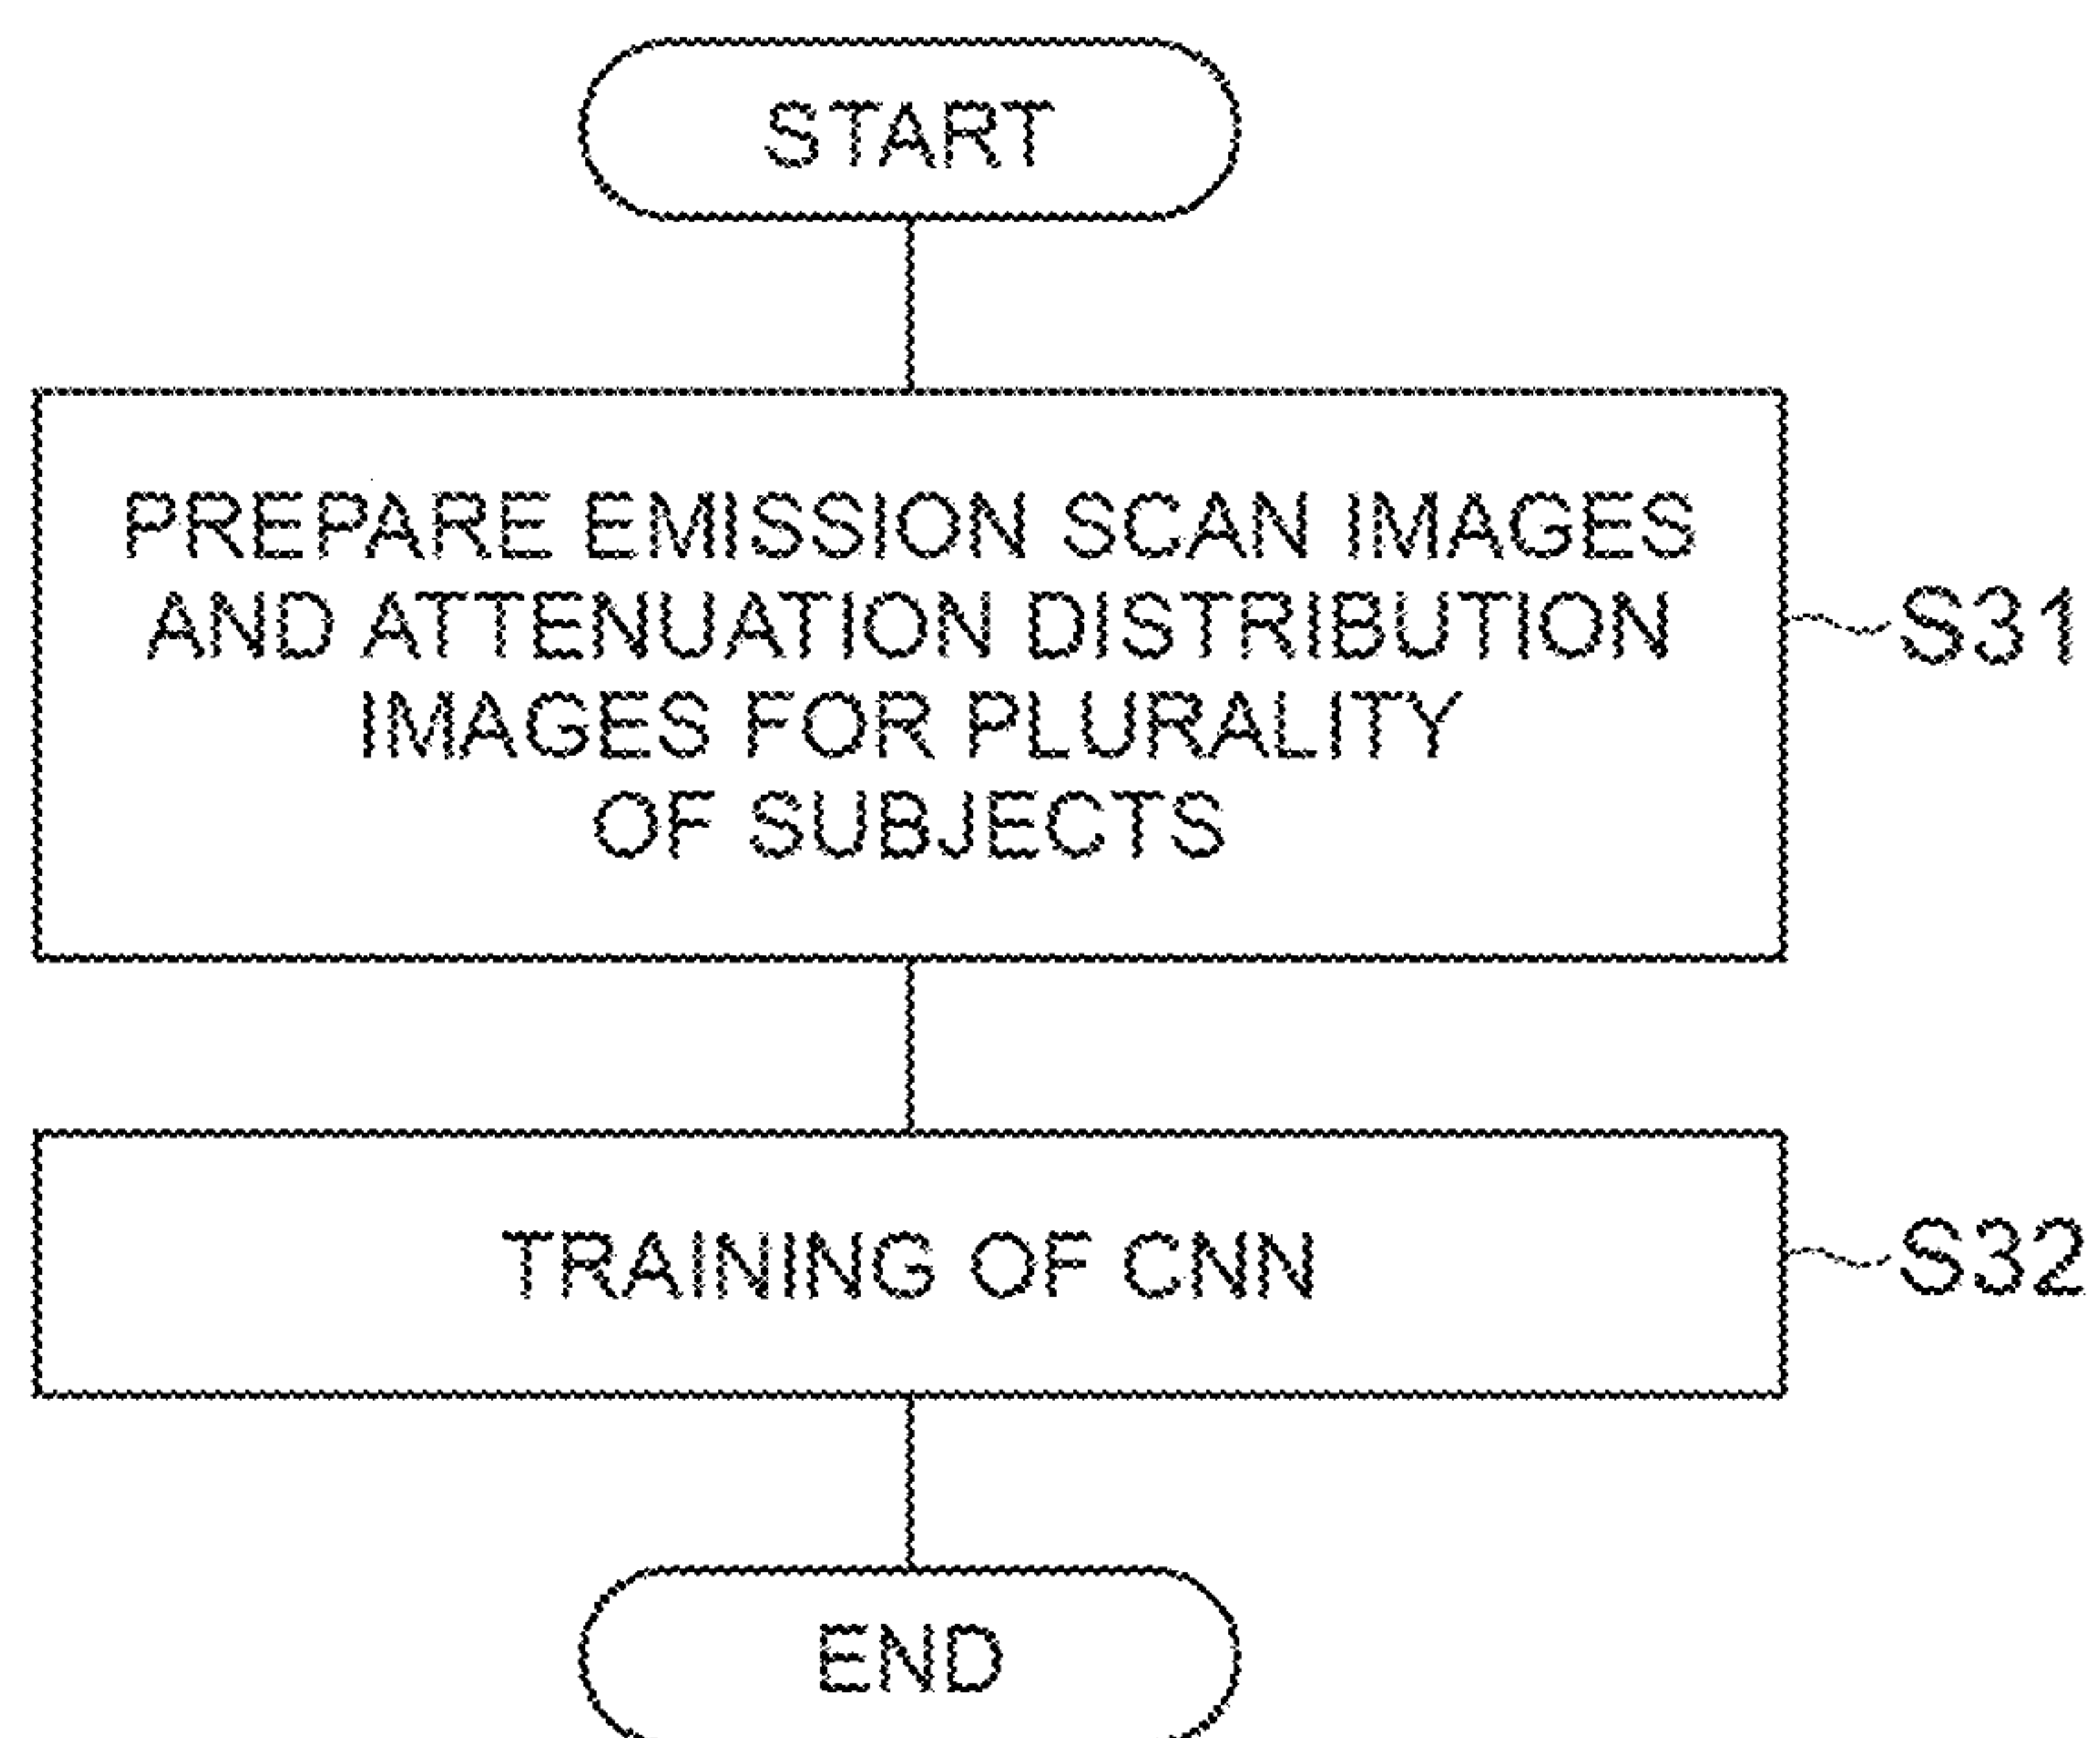 START
PREPARE EMISSION SCAN IMAGES
AND ATTENUATION DISTRIBUTION
IMAGES FOR PLURALITY
OF SUBJECTS
S31
TRAINING OF CNN
S32
END